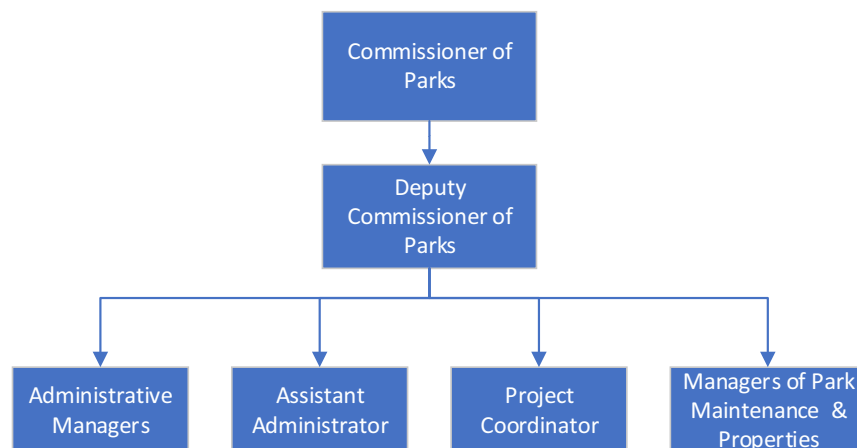 Commissioner of
Parks
Deputy
Commissioner of
Parks
Administrative
Managers
Assistant
Administrator
Project
Coordinator
Managers of Park
Maintenance &
Properties